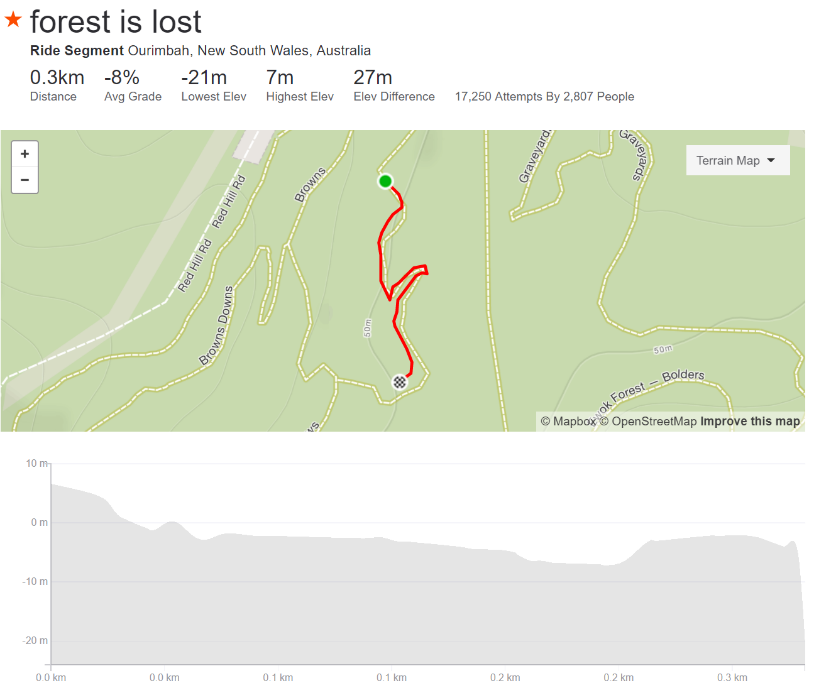 forest is lost
Ride Segment Ourimbah, New South Wales, Australia
0.3km -8% -21m 7m 27m
Distance Avg Grade Lowest Elev Highest Elev Elev Difference 17,250 Attempts By 2,807 People
+
−
Terrain Map
Red Hill Rd
Red Hill Rd
Browns
Browns Downs
Graveyard
Graveyards
50m
50m
wok Forest — Bolders
ws
© Mapbox © OpenStreetMap Improve this map
10 m
0 m
-10 m
-20 m
0.0 km 0.0 km 0.1 km 0.1 km 0.2 km 0.2 km 0.3 km